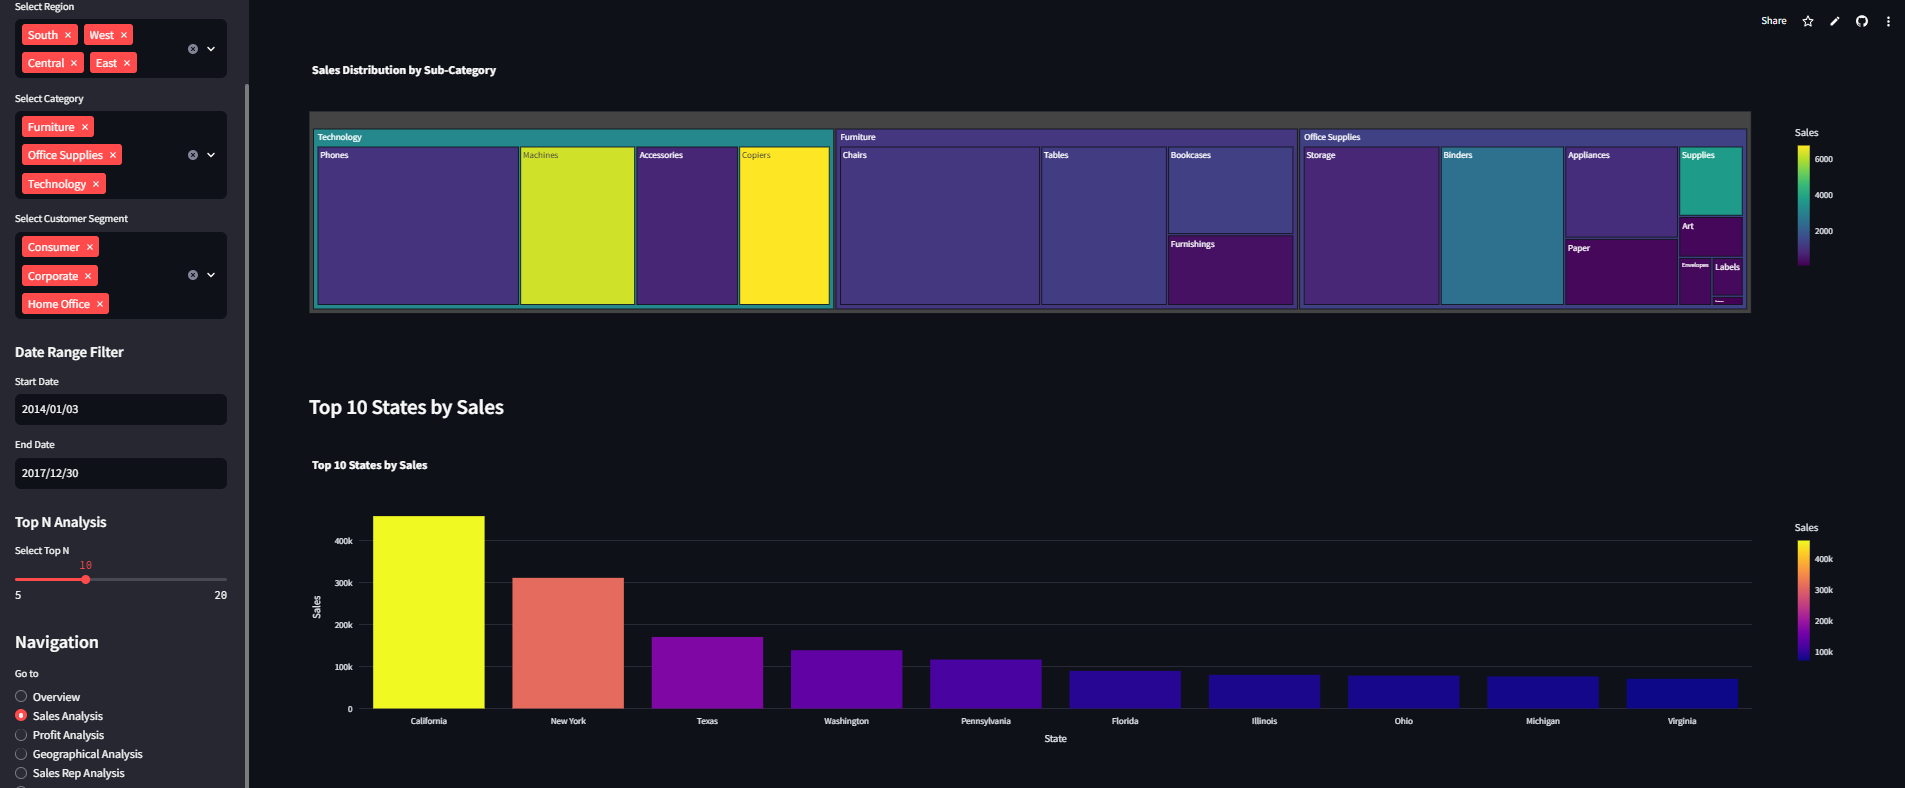 Select Region
South × West ×
Central × East ×
Select Category
Furniture ×
Office Supplies ×
Technology ×
Select Customer Segment
Consumer ×
Corporate ×
Home Office ×
Date Range Filter
Start Date
2014/01/03
End Date
2017/12/30
Top N Analysis
Select Top N
10
5 20
Navigation
Go to
Overview
Sales Analysis
Profit Analysis
Geographical Analysis
Sales Rep Analysis
Share
Sales Distribution by Sub-Category
Technology Furniture Office Supplies
Phones Machines Accessories Copiers Chairs Tables Bookcases Storage Binders Appliances Supplies
Art
Furnishings
Paper
Envelopes Labels
Sales
6000
4000
2000
Top 10 States by Sales
Top 10 States by Sales
Sales
400k
300k
200k
100k
0
California New York Texas Washington Pennsylvania Florida Illinois Ohio Michigan Virginia
State
Sales
400k
300k
200k
100k